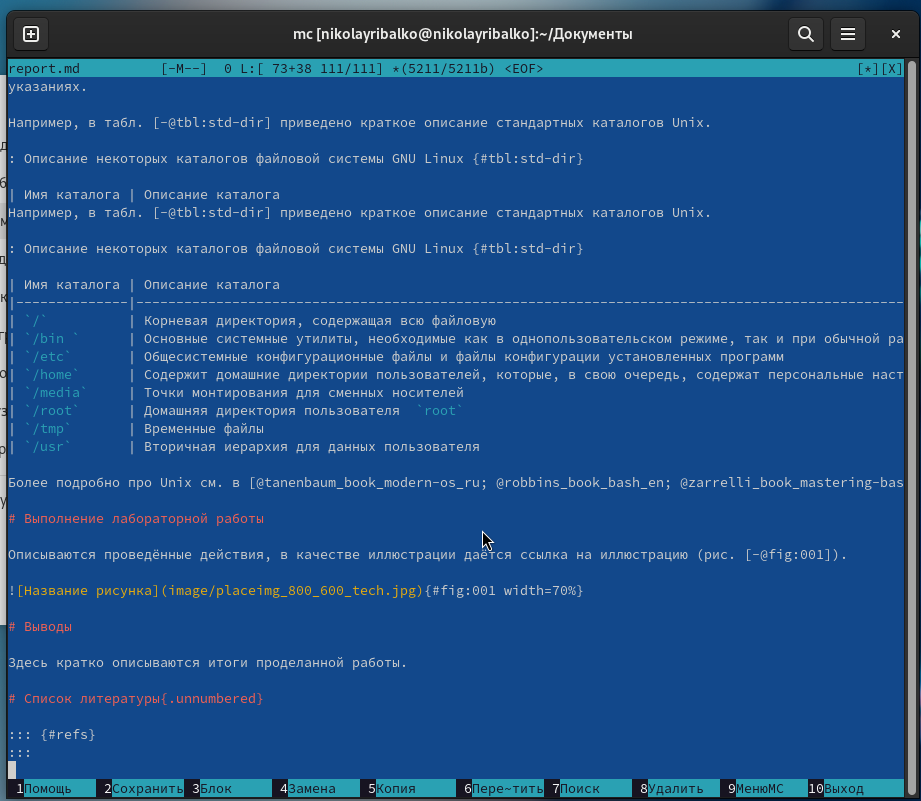 mc [nikolayribalko@nikolayribalko]:~/Документы
report.md [-M--] 0 L:[ 73+38 111/111] *(5211/5211b) <EOF> [*][X]
указаниях.
Например, в табл. [-@tbl:std-dir] приведено краткое описание стандартных каталогов Unix.
: Описание некоторых каталогов файловой системы GNU Linux {#tbl:std-dir}
| Имя каталога | Описание каталога
Например, в табл. [-@tbl:std-dir] приведено краткое описание стандартных каталогов Unix.
: Описание некоторых каталогов файловой системы GNU Linux {#tbl:std-dir}
| Имя каталога | Описание каталога
|--------------|------------------------------------------------------------------------------------------------
| `/` | Корневая директория, содержащая всю файловую
| `/bin ` | Основные системные утилиты, необходимые как в однопользовательском режиме, так и при обычной ра
| `/etc` | Общесистемные конфигурационные файлы и файлы конфигурации установленных программ
| `/home` | Содержит домашние директории пользователей, которые, в свою очередь, содержат персональные наст
| `/media` | Точки монтирования для сменных носителей
| `/root` | Домашняя директория пользователя `root`
| `/tmp` | Временные файлы
| `/usr` | Вторичная иерархия для данных пользователя
Более подробно про Unix см. в [@tanenbaum_book_modern-os_ru; @robbins_book_bash_en; @zarrelli_book_mastering-bas
# Выполнение лабораторной работы
Описываются проведённые действия, в качестве иллюстрации даётся ссылка на иллюстрацию (рис. [-@fig:001]).
![Название рисунка](image/placeimg_800_600_tech.jpg){#fig:001 width=70%}
# Выводы
Здесь кратко описываются итоги проделанной работы.
# Список литературы{.unnumbered}
::: {#refs}
:::
1Помощь 2Сохранить 3Блок 4Замена 5Копия 6Пере~тить 7Поиск 8Удалить 9МенюМС 10Выход